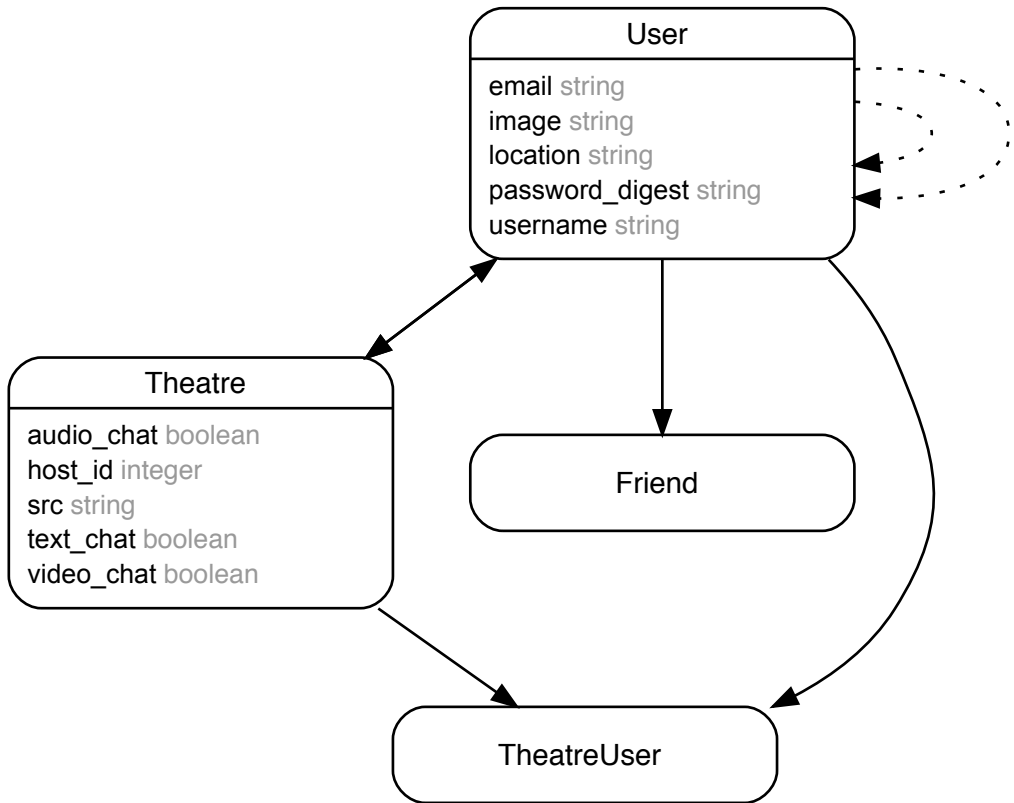 User
email string
image string
location string
password_digest string
username string
Theatre
audio_chat boolean
host_id integer
src string
text_chat boolean
video_chat boolean
Friend
TheatreUser